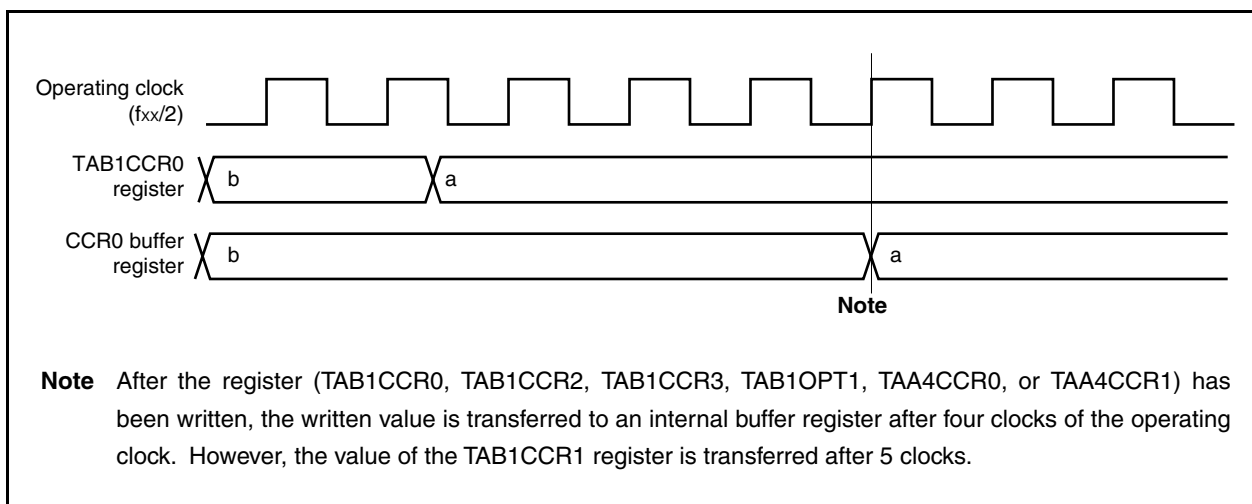 Operating clock
(fxx/2)
TAB1CCR0
register
b
a
CCR0 buffer
register
b
a
Note
Note After the register (TAB1CCR0, TAB1CCR2, TAB1CCR3, TAB1OPT1, TAA4CCR0, or TAA4CCR1) has
been written, the written value is transferred to an internal buffer register after four clocks of the operating
clock. However, the value of the TAB1CCR1 register is transferred after 5 clocks.